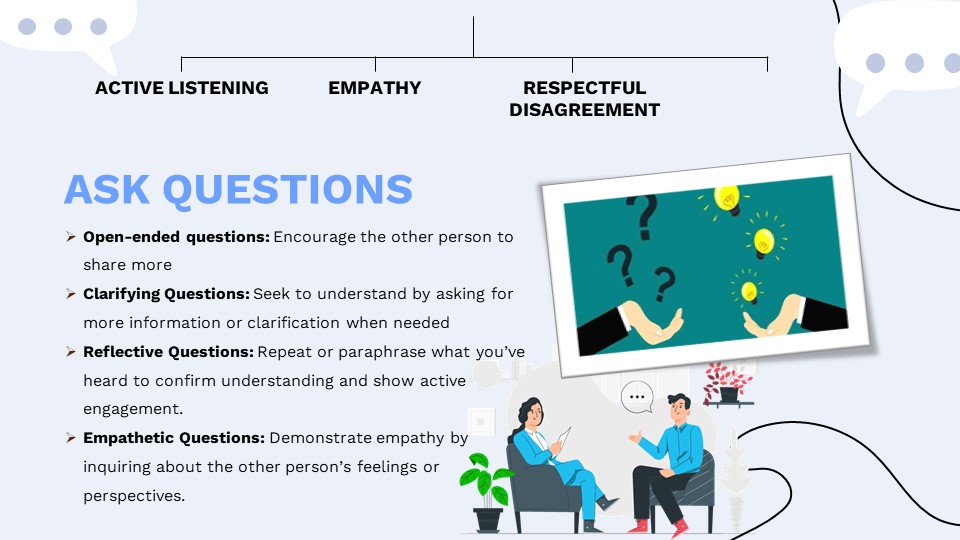 ACTIVE LISTENING
EMPATHY
RESPECTFUL
DISAGREEMENT
ASK QUESTIONS
➢ Open-ended questions: Encourage the other person to
share more
➢ Clarifying Questions: Seek to understand by asking for
more information or clarification when needed
➢ Reflective Questions: Repeat or paraphrase what you’ve
heard to confirm understanding and show active
engagement.
➢ Empathetic Questions: Demonstrate empathy by
inquiring about the other person’s feelings or
perspectives.
? ? ?